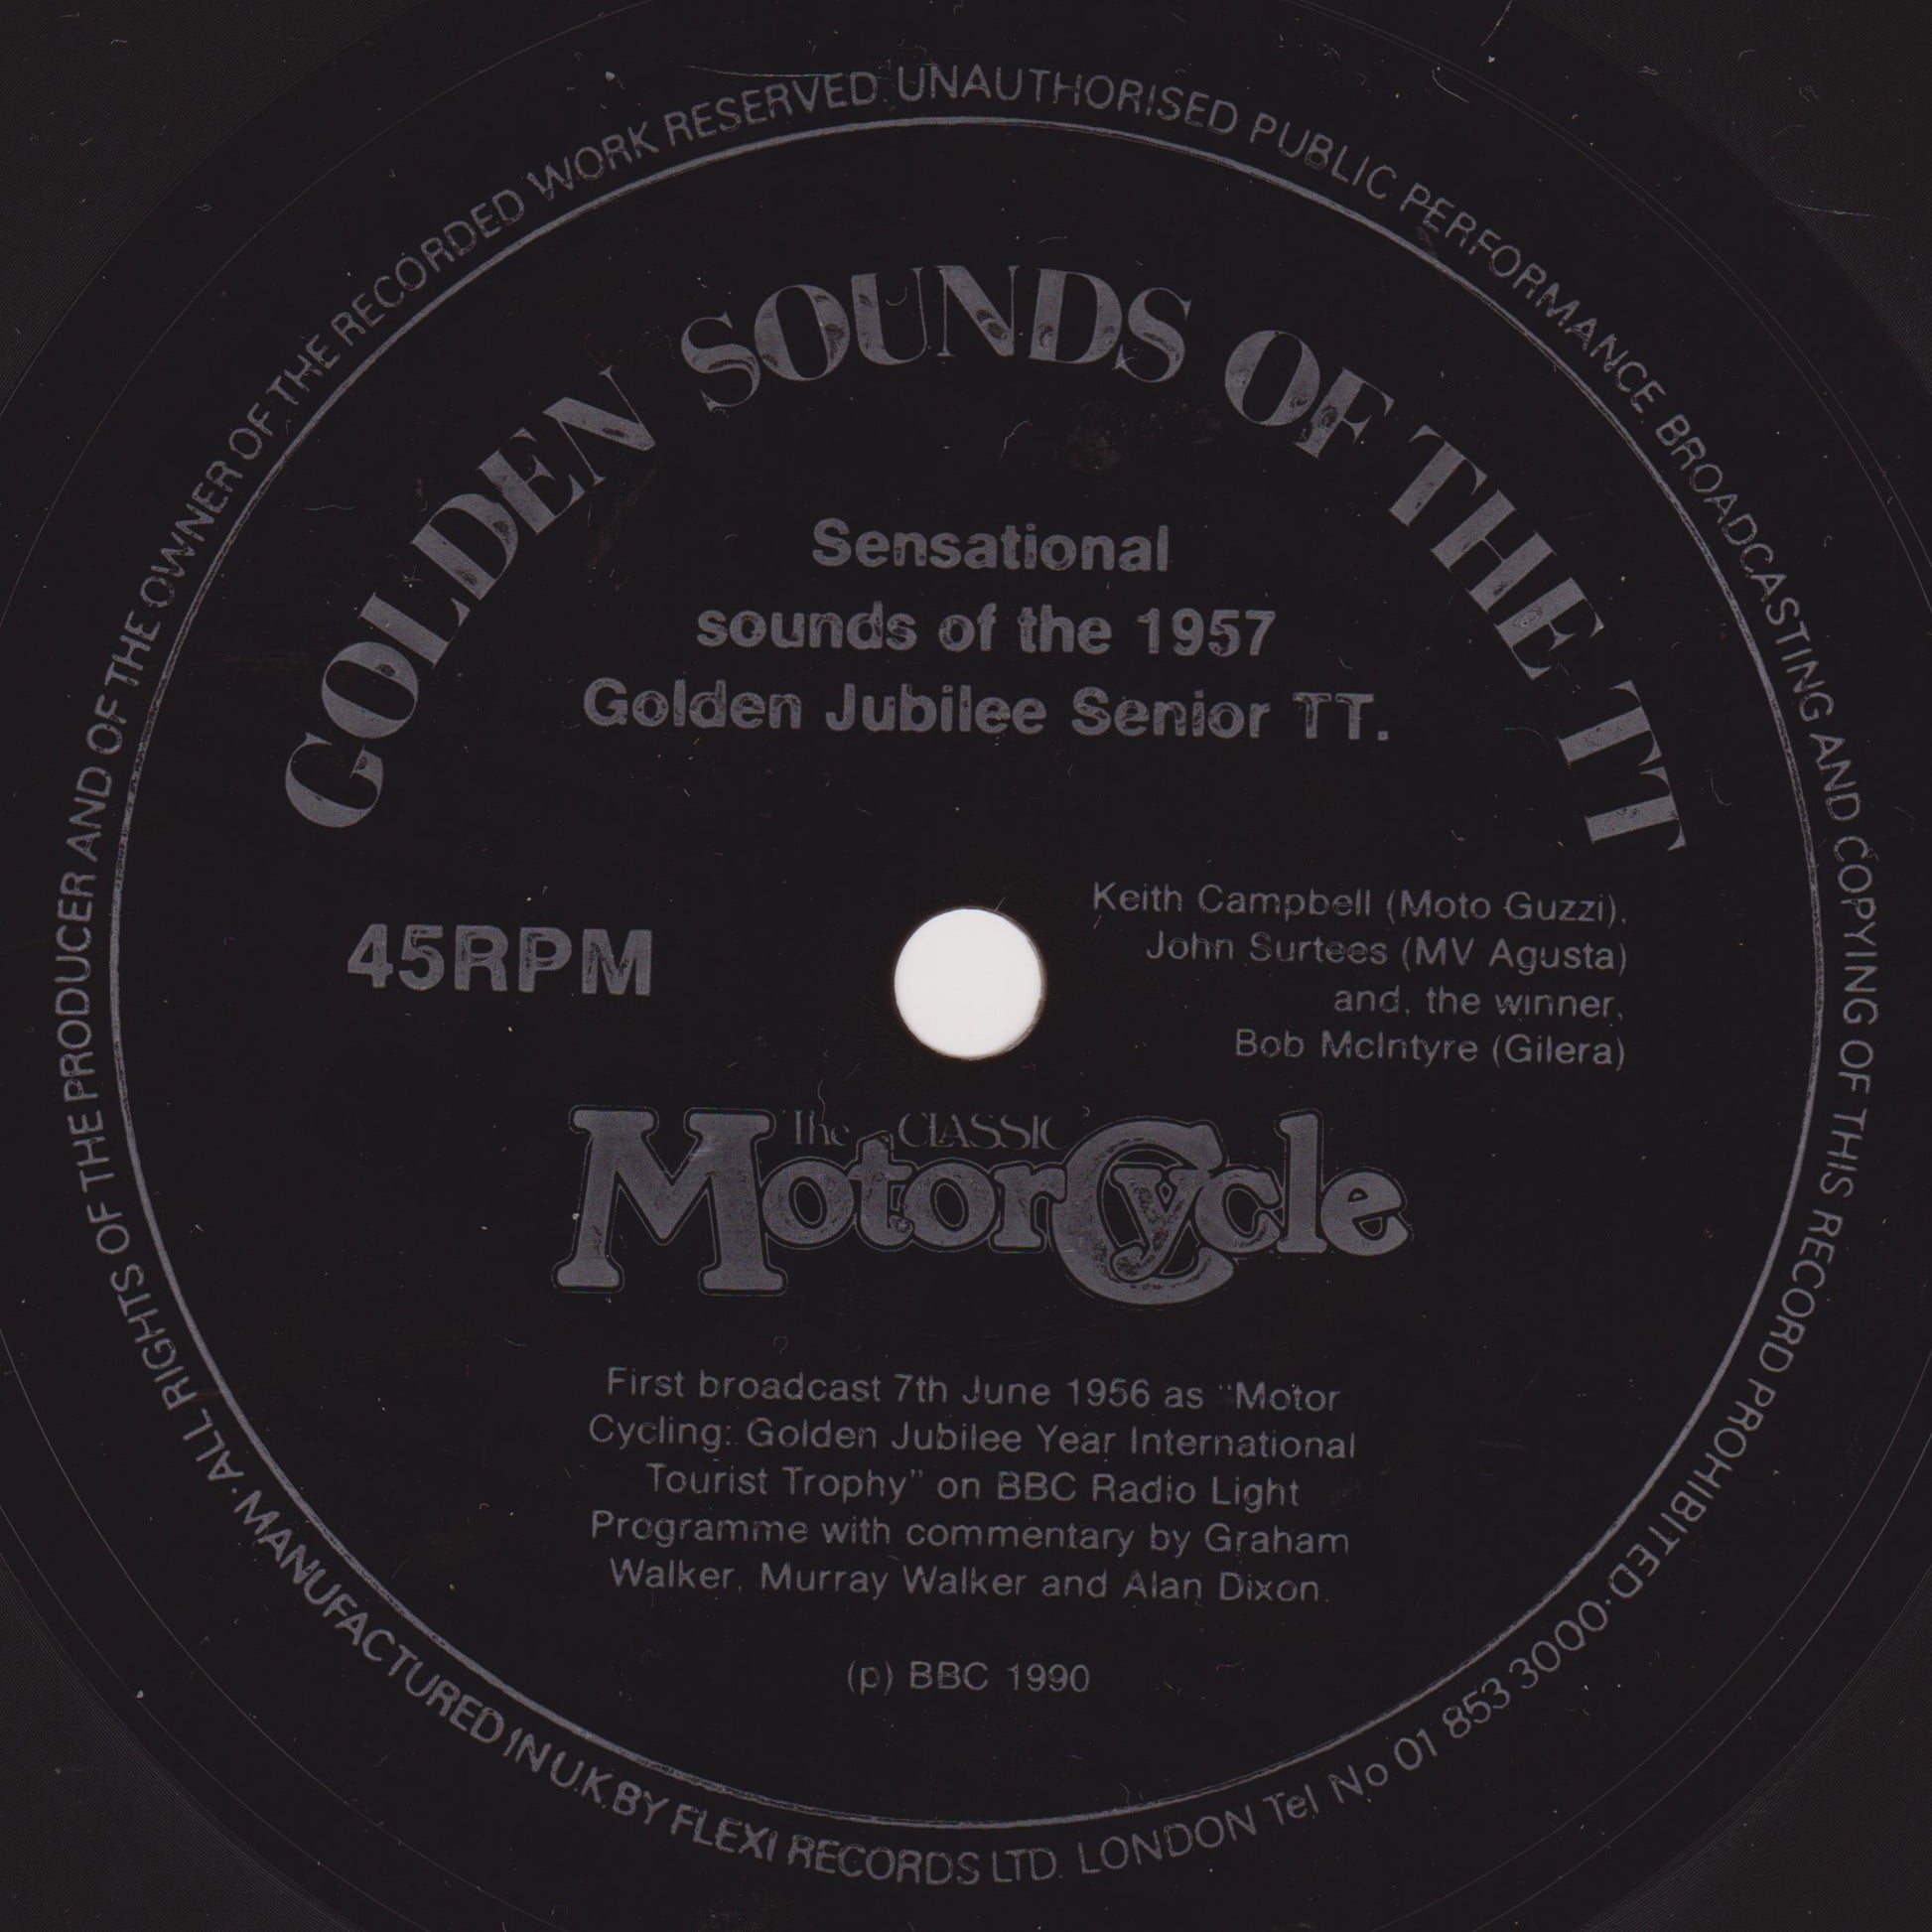 GOLDEN SOUNDS OF THE TT
Sensational
sounds of the 1957
Golden Jubilee Senior TT.
45RPM
Keith Campbell (Moto Guzzi),
John Surtees (MV Agusta)
and, the winner,
Bob McIntyre (Gilera)
The CLASSIC
MotorCycle
First broadcast 7th June 1956 as "Motor
Cycling: Golden Jubilee Year International
Tourist Trophy" on BBC Radio Light
Programme with commentary by Graham
Walker, Murray Walker and Alan Dixon.
(p) BBC 1990
ALL RIGHTS OF THE PRODUCER AND OF THE OWNER OF THE RECORDED WORK RESERVED. UNAUTHORISED PUBLIC PERFORMANCE. BROADCASTING AND COPYING OF THIS RECORD PROHIBITED·
MANUFACTURED IN U.K. BY FLEXI RECORDS LTD. LONDON Tel No 01 853 3000·